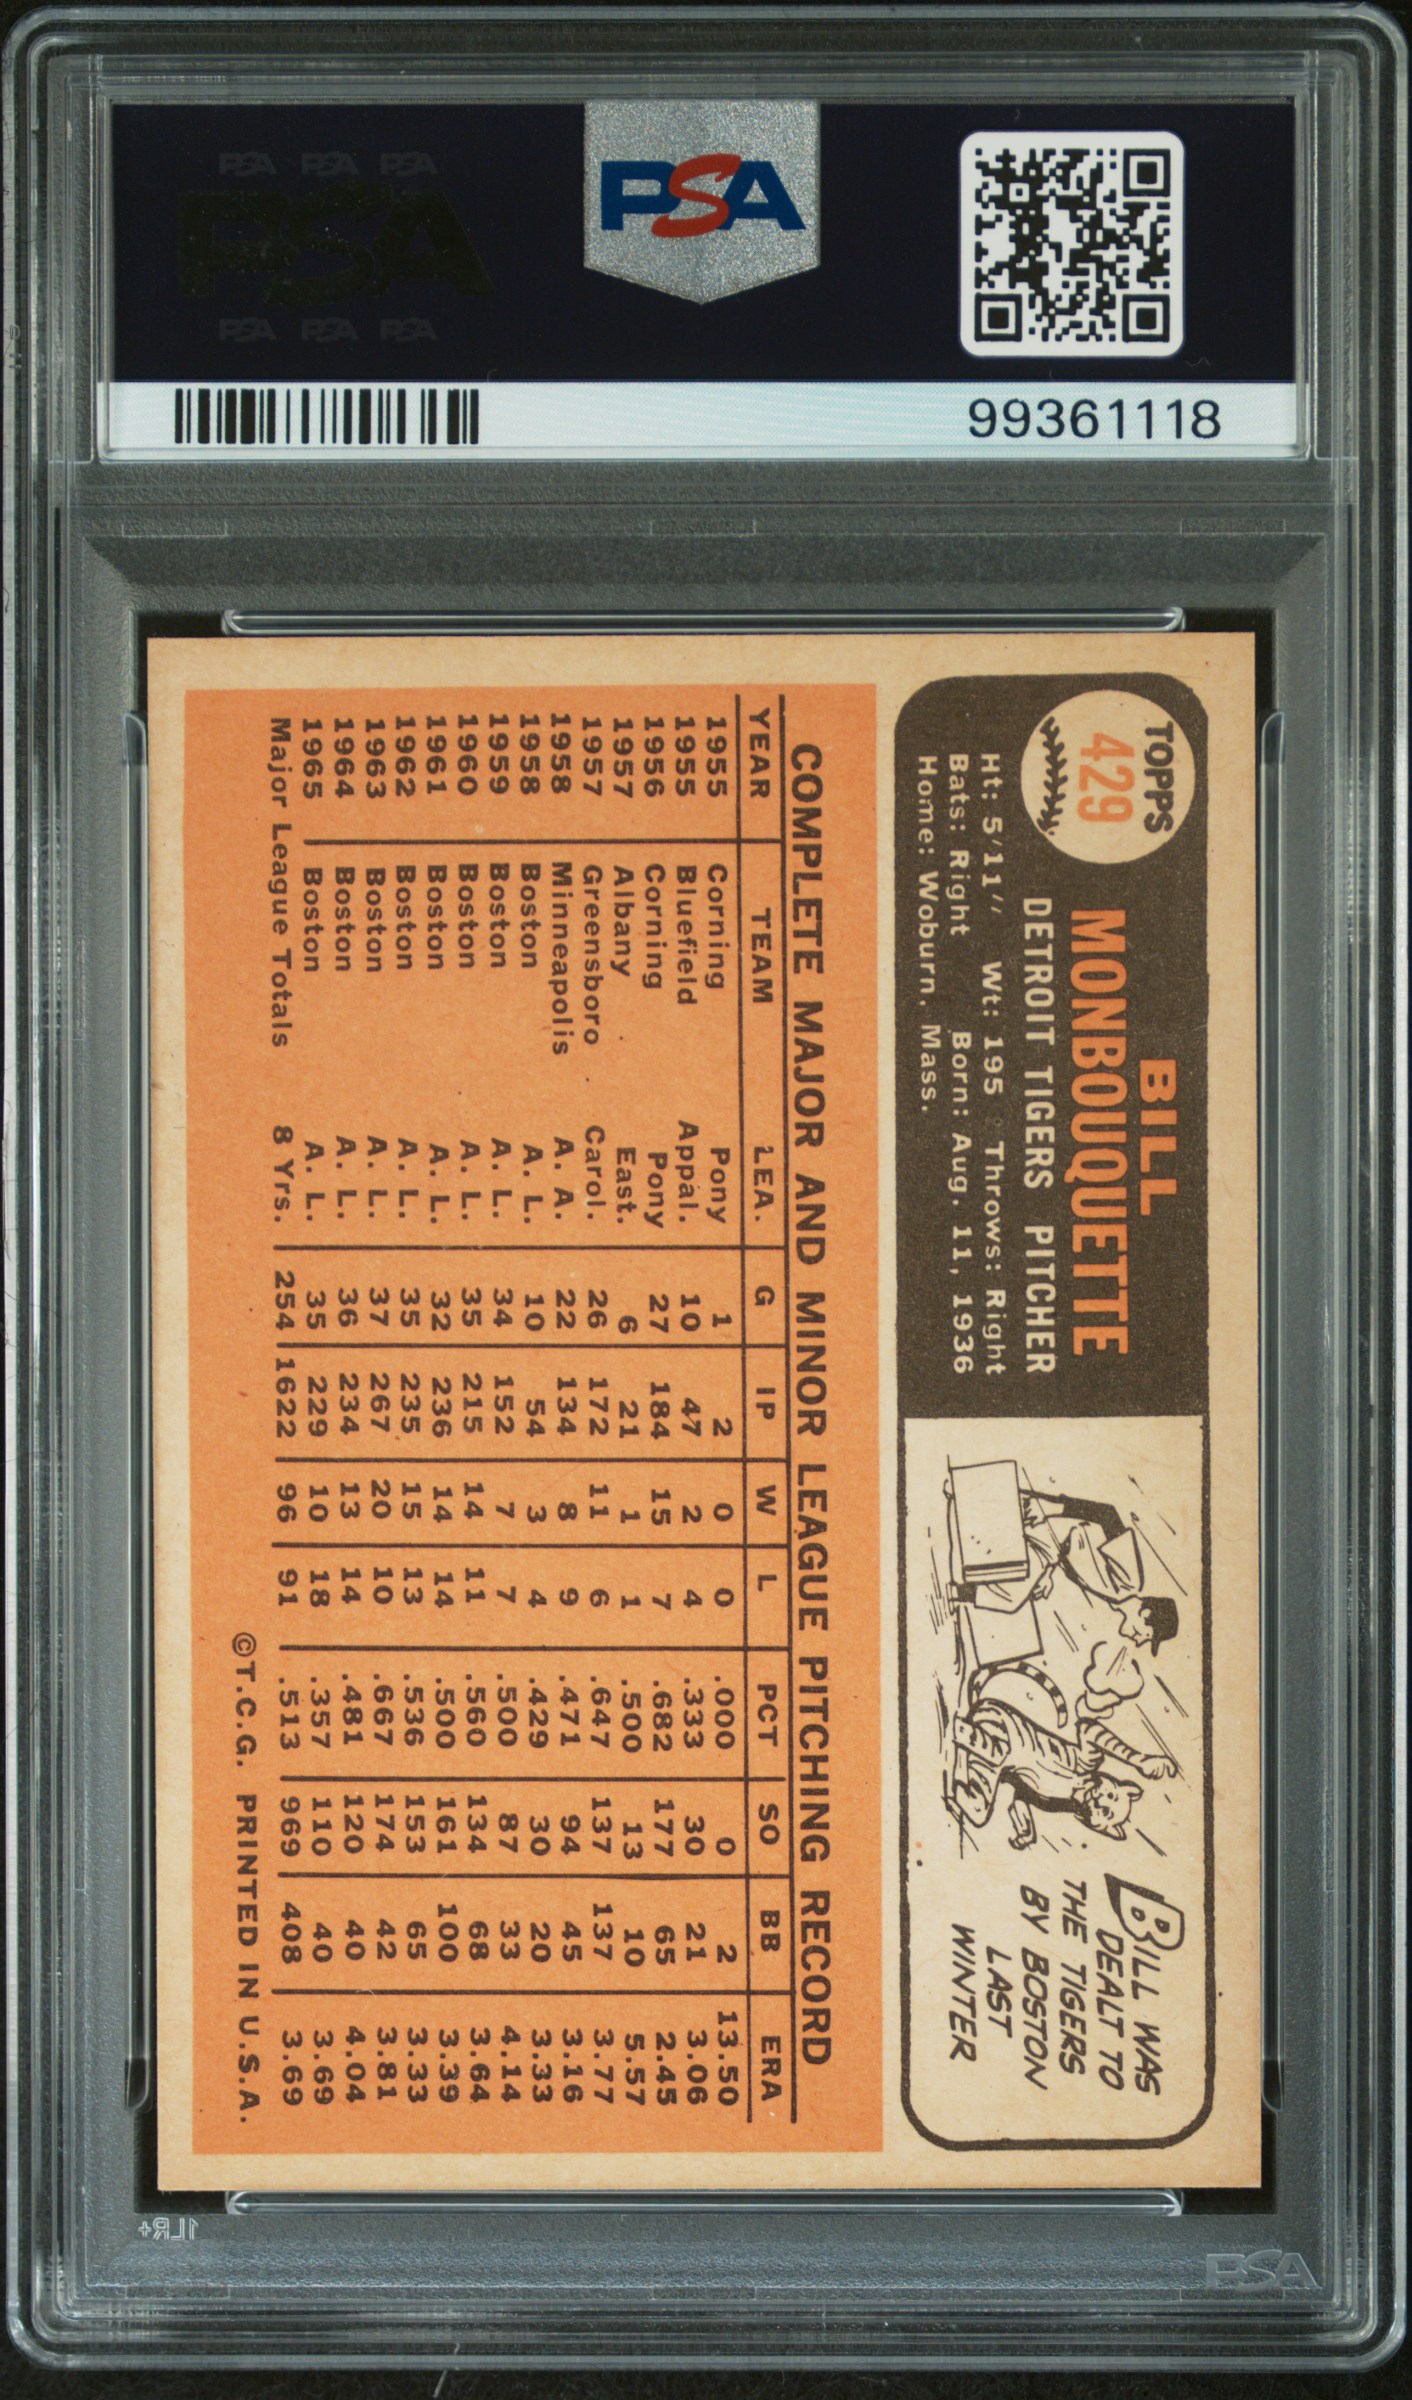 PSA PSA PSA
PSA
PSA PSA PSA
PSA
99361118
TOPPS
429
BILL
MONBOUQUETTE
DETROIT TIGERS PITCHER
Ht: 5'11" Wt: 195 Throws: Right
Bats: Right Born: Aug. 11, 1936
Home: Woburn, Mass.
BILL WAS
DEALT TO
THE TIGERS
BY BOSTON
LAST
WINTER
COMPLETE MAJOR AND MINOR LEAGUE PITCHING RECORD
YEAR TEAM LEA. G IP W L PCT SO BB ERA
1955 Corning Pony 1 2 0 0 .000 0 2 13.50
1955 Bluefield Appal. 10 47 2 4 .333 30 21 3.06
1956 Corning Pony 27 184 15 7 .682 177 65 2.45
1957 Albany East. 6 21 1 1 .500 13 10 5.57
1957 Greensboro Carol. 26 172 11 6 .647 137 137 3.77
1958 Minneapolis A. A. 22 134 8 9 .471 94 45 3.16
1958 Boston A. L. 10 54 3 4 .429 30 20 3.33
1959 Boston A. L. 34 152 7 7 .500 87 33 4.14
1960 Boston A. L. 35 215 14 11 .560 134 68 3.64
1961 Boston A. L. 32 236 14 14 .500 161 100 3.39
1962 Boston A. L. 35 235 15 13 .536 153 65 3.33
1963 Boston A. L. 37 267 20 10 .667 174 42 3.81
1964 Boston A. L. 36 234 13 14 .481 120 40 4.04
1965 Boston A. L. 35 229 10 18 .357 110 40 3.69
Major League Totals 8 Yrs. 254 1622 96 91 .513 969 408 3.69
©T.C.G. PRINTED IN U.S.A.
1LR+
PSA